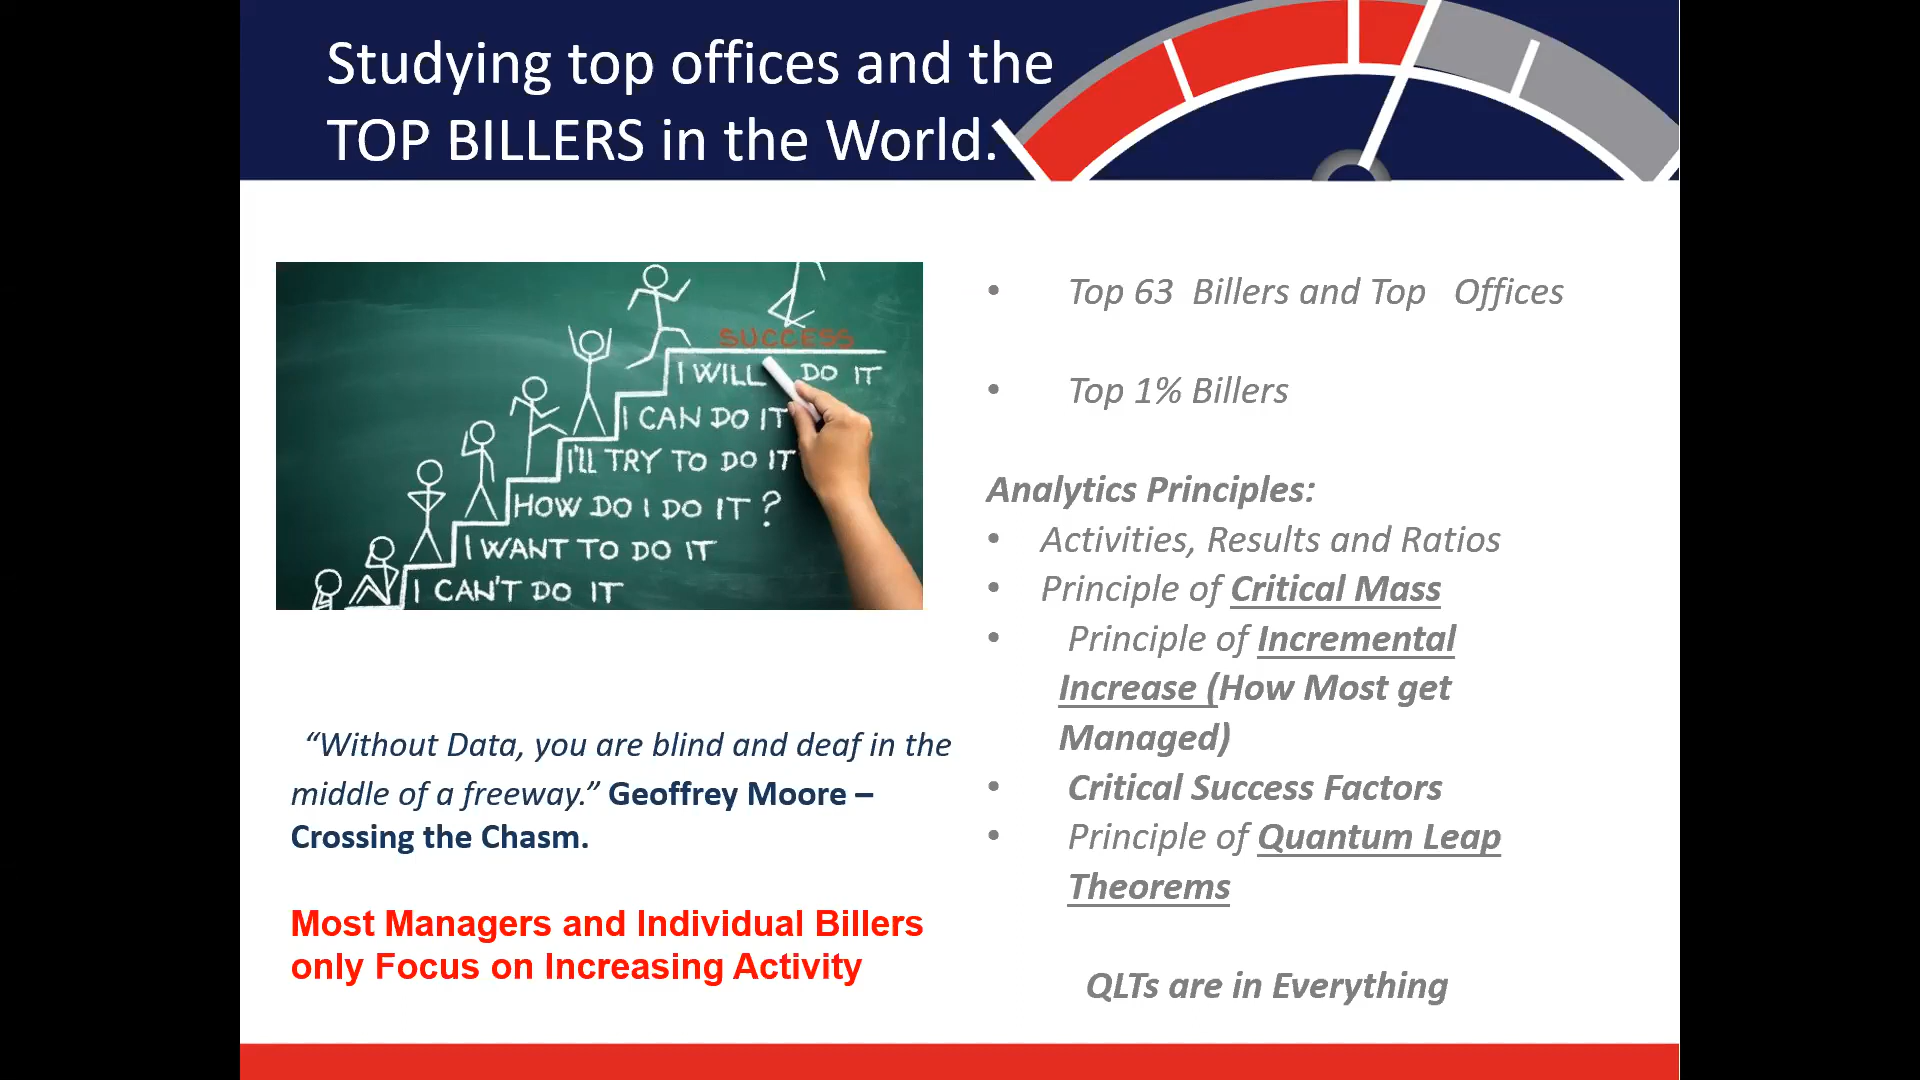 Studying top offices and the
TOP BILLERS in the World.
SUCCESS
I WILL DO IT
I CAN DO IT
I'LL TRY TO DO IT
HOW DO I DO IT ?
I WANT TO DO IT
I CAN'T DO IT
“Without Data, you are blind and deaf in the
middle of a freeway.” Geoffrey Moore –
Crossing the Chasm.
Most Managers and Individual Billers
only Focus on Increasing Activity
• Top 63 Billers and Top Offices
• Top 1% Billers
Analytics Principles:
• Activities, Results and Ratios
• Principle of Critical Mass
• Principle of Incremental
Increase (How Most get
Managed)
• Critical Success Factors
• Principle of Quantum Leap
Theorems
QLTs are in Everything